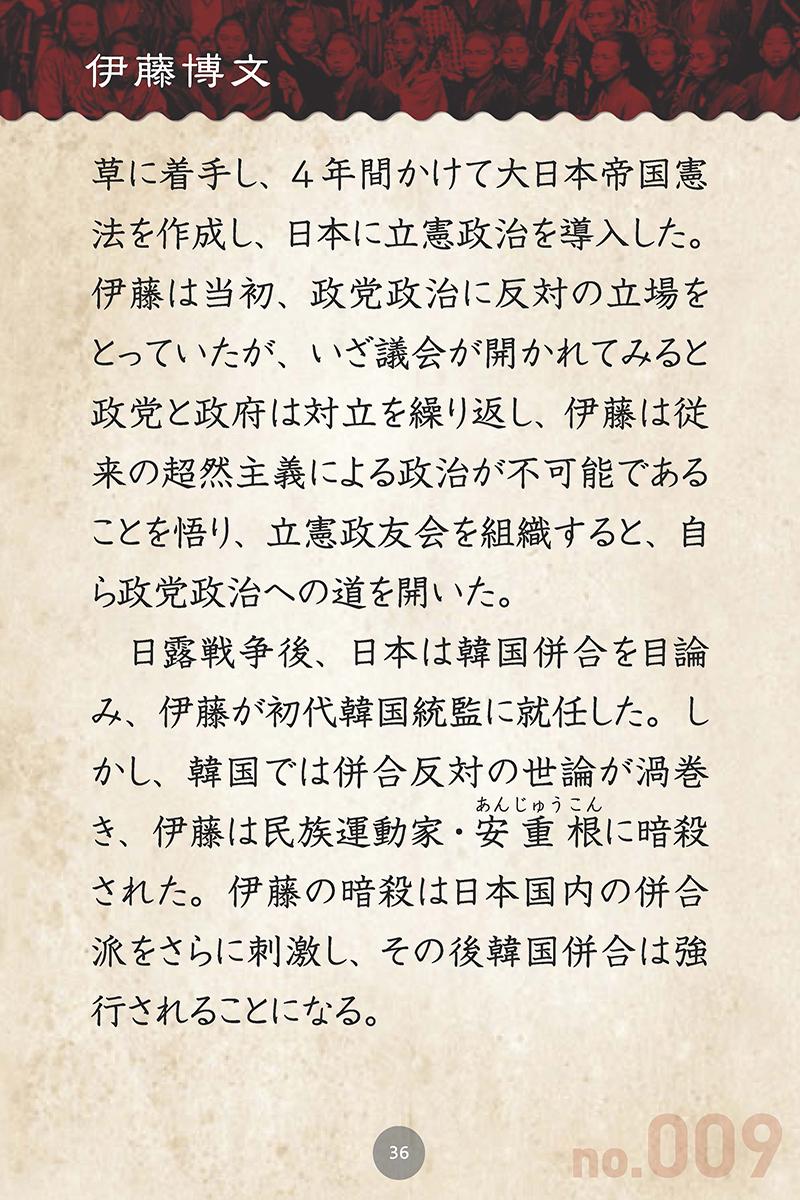 伊藤博文
草に着手し、４年間かけて大日本帝国憲
法を作成し、日本に立憲政治を導入した。
伊藤は当初、政党政治に反対の立場を
とっていたが、いざ議会が開かれてみると
政党と政府は対立を繰り返し、伊藤は従
来の超然主義による政治が不可能である
ことを悟り、立憲政友会を組織すると、自
ら政党政治への道を開いた。
　日露戦争後、日本は韓国併合を目論
み、伊藤が初代韓国統監に就任した。し
かし、韓国では併合反対の世論が渦巻
あんじゅうこん
き、伊藤は民族運動家・安重根に暗殺
された。伊藤の暗殺は日本国内の併合
派をさらに刺激し、その後韓国併合は強
行されることになる。
36
no.009